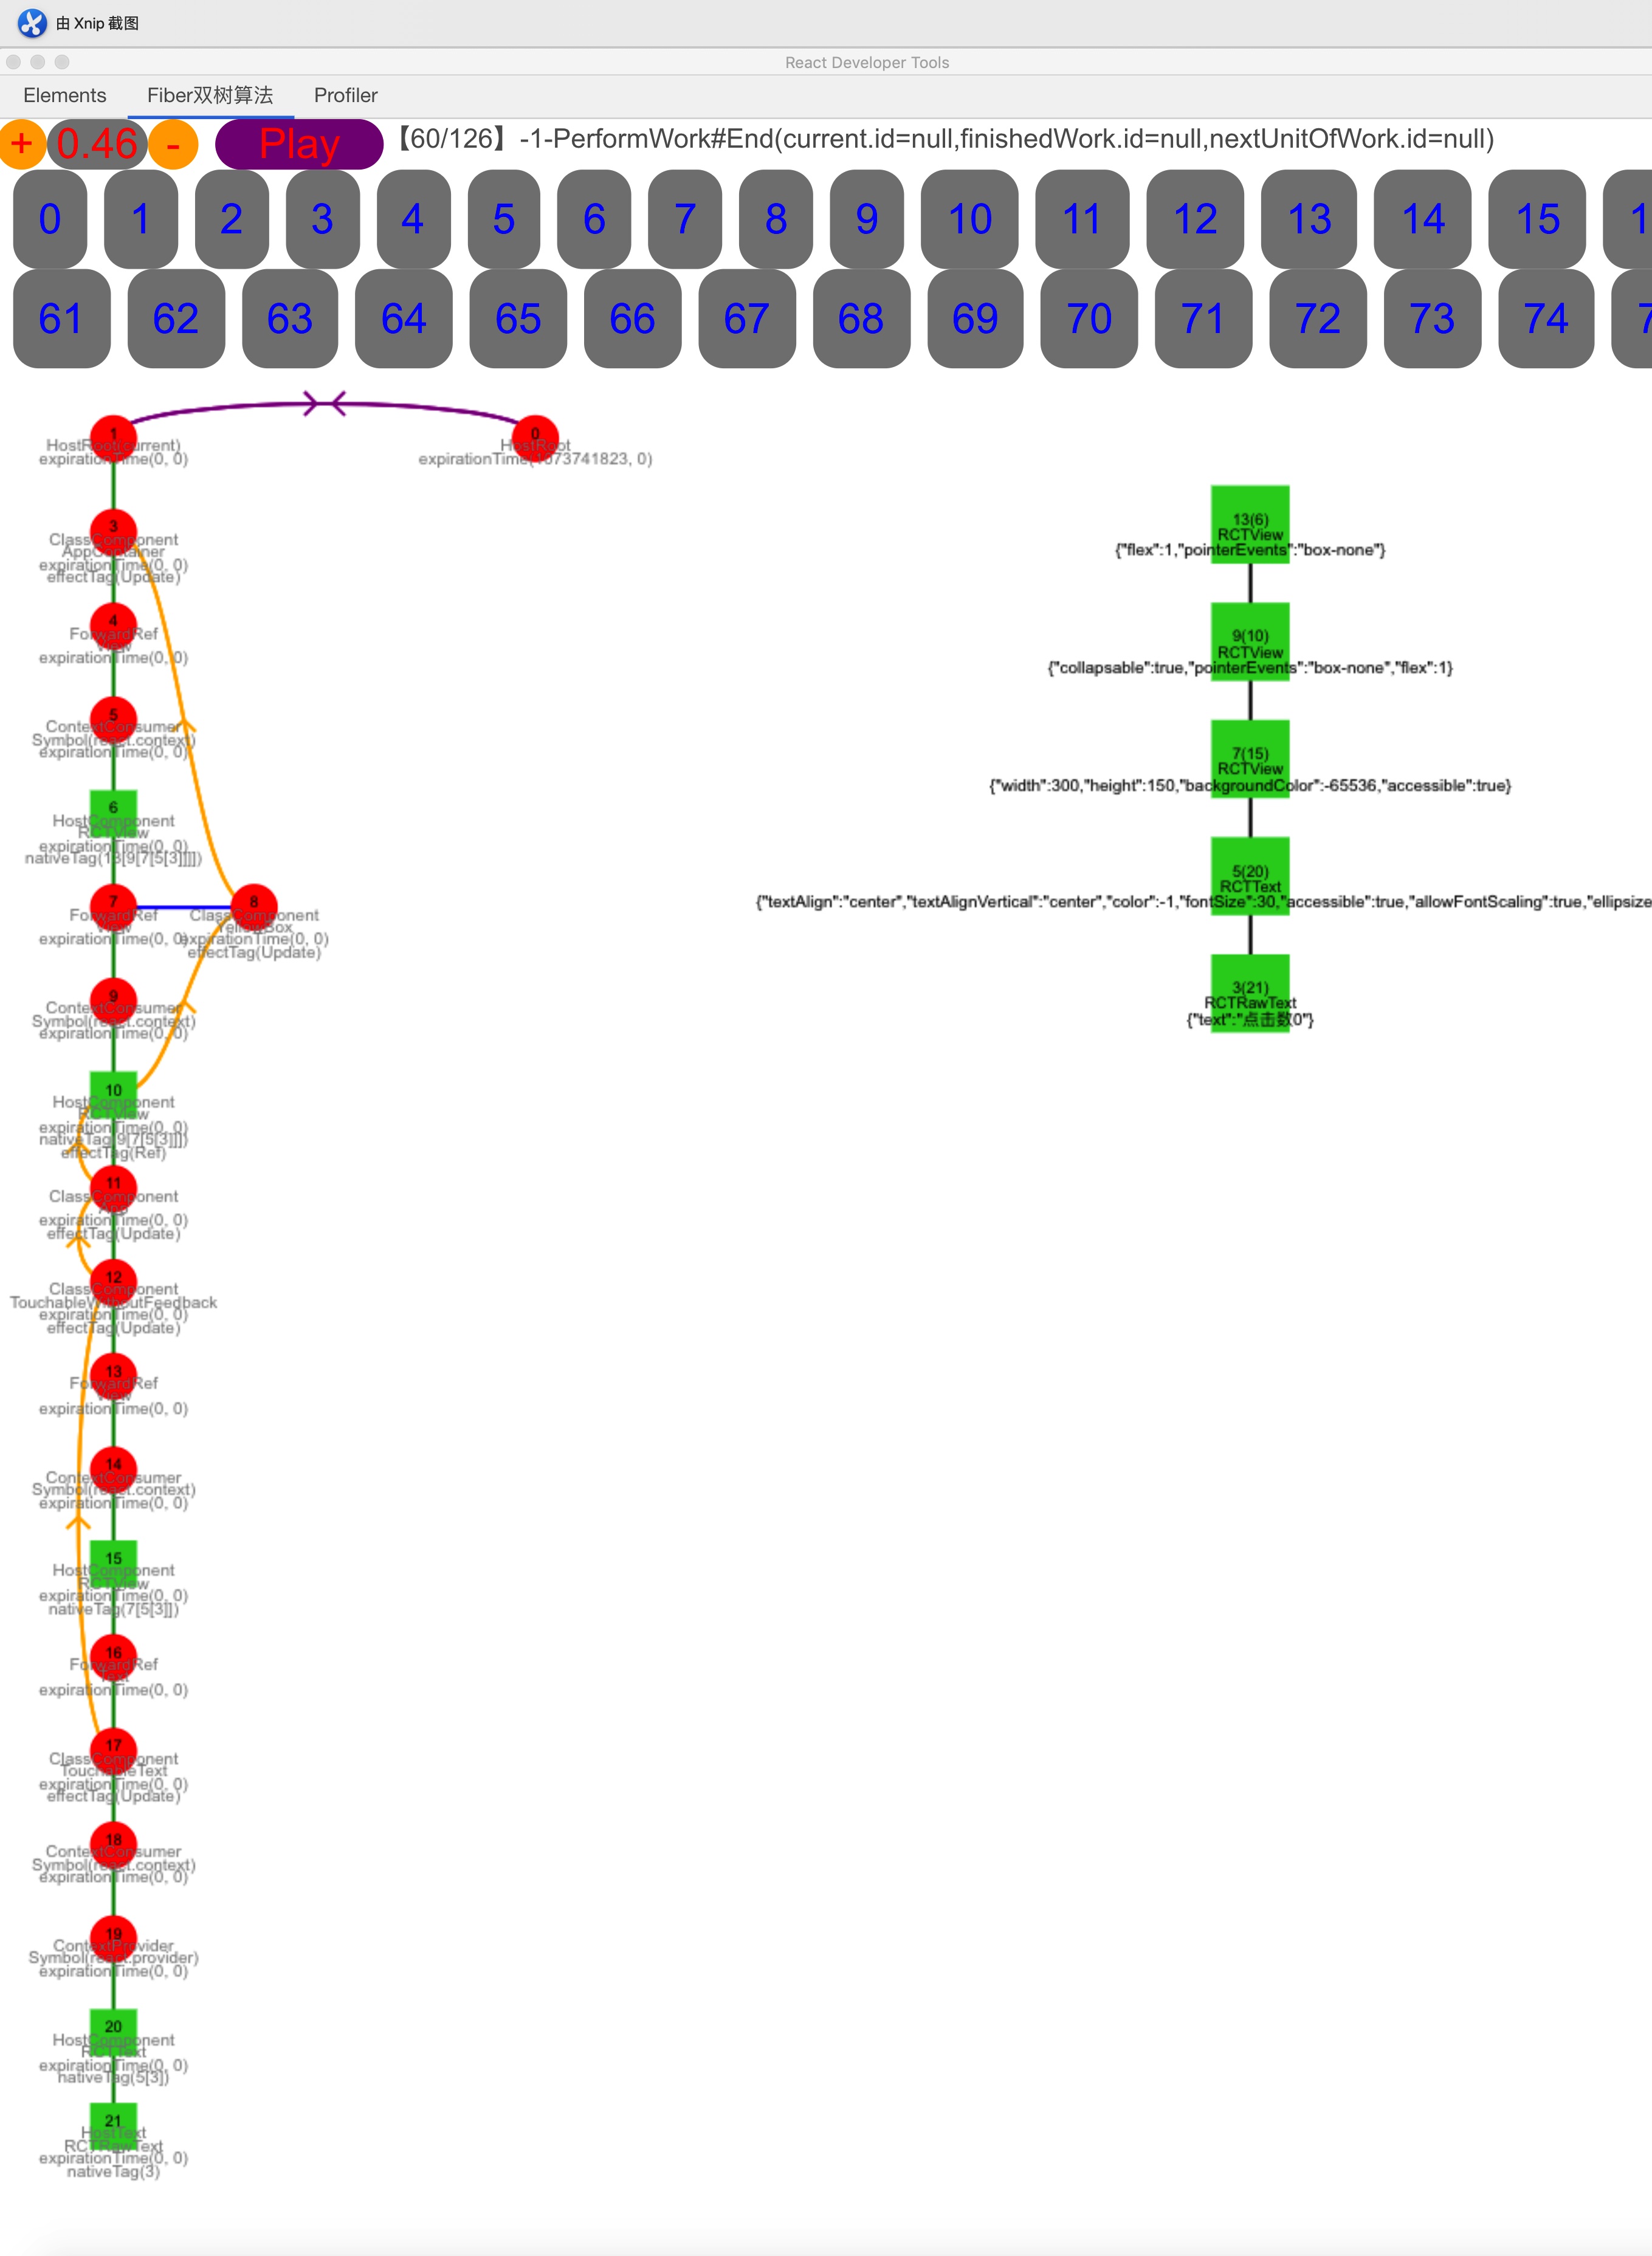 由 Xnip 截图
React Developer Tools
Elements Fiber双树算法 Profiler
+ 0.46 - Play 【60/126】-1-PerformWork#End(current.id=null,finishedWork.id=null,nextUnitOfWork.id=null)
0 1 2 3 4 5 6 7 8 9 10 11 12 13 14 15
61 62 63 64 65 66 67 68 69 70 71 72 73 74
1
HostRoot(current)
expirationTime(0, 0)
0
HostRoot
expirationTime(1073741823, 0)
3
ClassComponent
AppContainer
expirationTime(0, 0)
effectTag(Update)
4
ForwardRef
View
expirationTime(0, 0)
5
ContextConsumer
Symbol(react.context)
expirationTime(0, 0)
6
HostComponent
RCTView
expirationTime(0, 0)
nativeTag(13[9[7[5[3]]]])
7
ForwardRef
View
expirationTime(0, 0)
8
ClassComponent
YellowBox
expirationTime(0, 0)
effectTag(Update)
9
ContextConsumer
Symbol(react.context)
expirationTime(0, 0)
10
HostComponent
RCTView
expirationTime(0, 0)
nativeTag(9[7[5[3]]])
effectTag(Ref)
11
ClassComponent
App
expirationTime(0, 0)
effectTag(Update)
12
ClassComponent
TouchableWithoutFeedback
expirationTime(0, 0)
effectTag(Update)
13
ForwardRef
View
expirationTime(0, 0)
14
ContextConsumer
Symbol(react.context)
expirationTime(0, 0)
15
HostComponent
RCTView
expirationTime(0, 0)
nativeTag(7[5[3]])
16
ForwardRef
Text
expirationTime(0, 0)
17
ClassComponent
TouchableText
expirationTime(0, 0)
effectTag(Update)
18
ContextConsumer
Symbol(react.context)
expirationTime(0, 0)
19
ContextProvider
Symbol(react.provider)
expirationTime(0, 0)
20
HostComponent
RCTText
expirationTime(0, 0)
nativeTag(5[3])
21
HostText
RCTRawText
expirationTime(0, 0)
nativeTag(3)
13(6)
RCTView
{"flex":1,"pointerEvents":"box-none"}
9(10)
RCTView
{"collapsable":true,"pointerEvents":"box-none","flex":1}
7(15)
RCTView
{"width":300,"height":150,"backgroundColor":-65536,"accessible":true}
5(20)
RCTText
{"textAlign":"center","textAlignVertical":"center","color":-1,"fontSize":30,"accessible":true,"allowFontScaling":true,"ellipsize
3(21)
RCTRawText
{"text":"点击数0"}